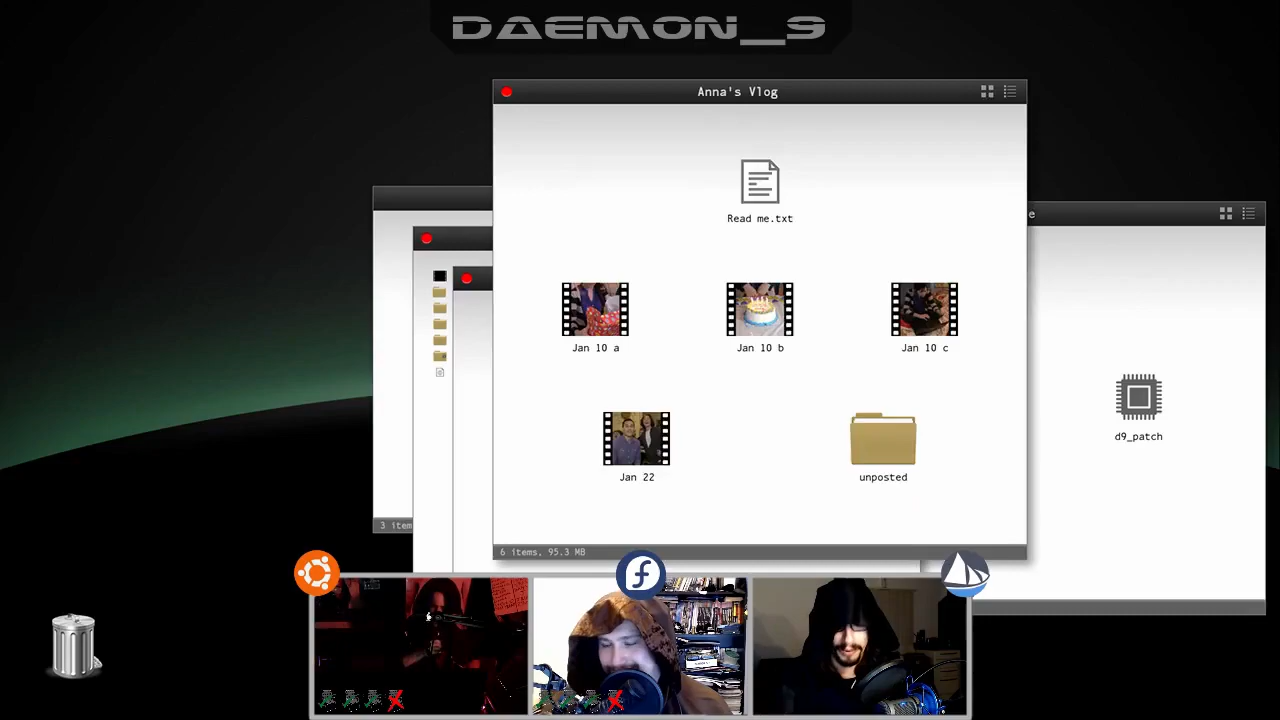 DAEMON_9
Anna's Vlog
Read me.txt
e
Jan 10 a
Jan 10 b
Jan 10 c
d9_patch
Jan 22
unposted
3 item
6 items, 95.3 MB